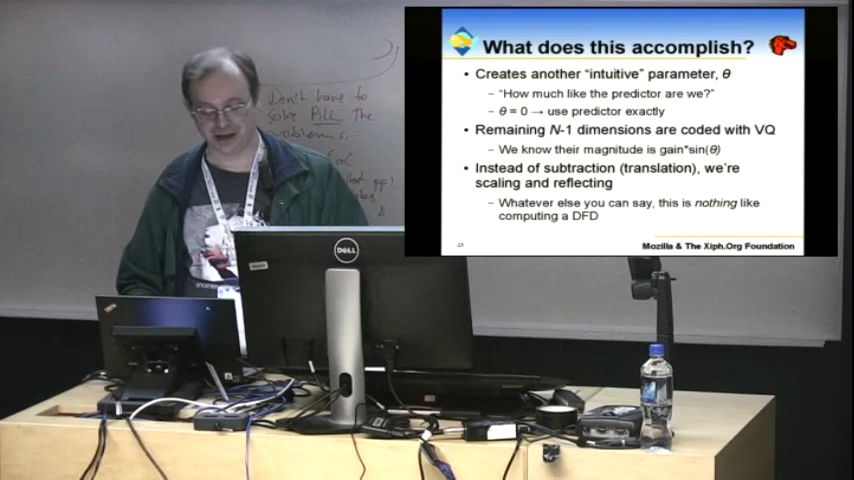 What does this accomplish?
• Creates another “intuitive” parameter, θ
– “How much like the predictor are we?”
– θ = 0 → use predictor exactly
• Remaining N-1 dimensions are coded with VQ
– We know their magnitude is gain*sin(θ)
• Instead of subtraction (translation), we’re
scaling and reflecting
– Whatever else you can say, this is nothing like
computing a DFD
Mozilla & The Xiph.Org Foundation
Don't have to
solve The
DELL